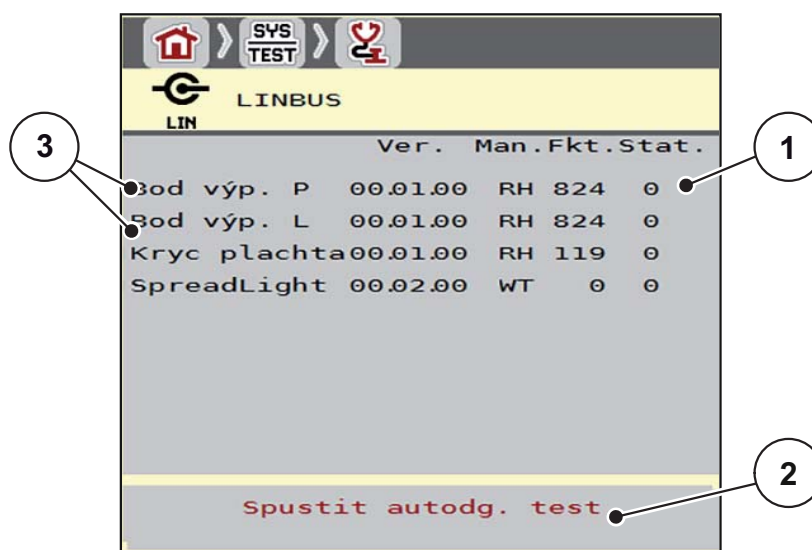 SYS
TEST
LIN
LINBUS
Ver. Man.Fkt.Stat.
Bod výp. P 00.01.00 RH 824 0
Bod výp. L 00.01.00 RH 824 0
Kryc plachta00.01.00 RH 119 0
SpreadLight 00.02.00 WT 0 0
Spustit autodg. test
3
1
2